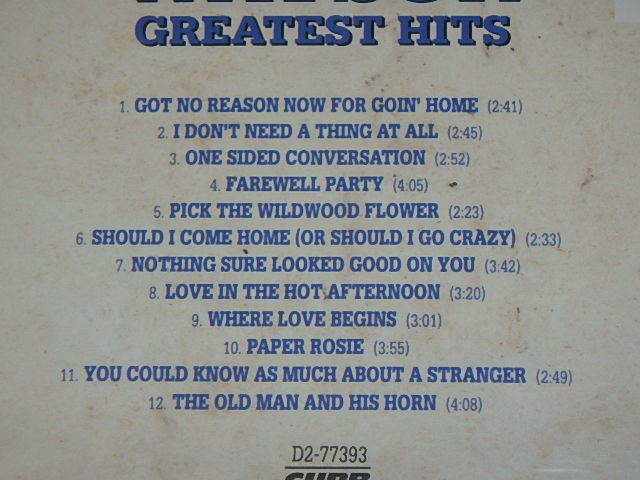 GREATEST HITS
1. GOT NO REASON NOW FOR GOIN' HOME (2:41)
2. I DON'T NEED A THING AT ALL (2:45)
3. ONE SIDED CONVERSATION (2:52)
4. FAREWELL PARTY (4:05)
5. PICK THE WILDWOOD FLOWER (2:23)
6. SHOULD I COME HOME (OR SHOULD I GO CRAZY) (2:33)
7. NOTHING SURE LOOKED GOOD ON YOU (3:42)
8. LOVE IN THE HOT AFTERNOON (3:20)
9. WHERE LOVE BEGINS (3:01)
10. PAPER ROSIE (3:55)
11. YOU COULD KNOW AS MUCH ABOUT A STRANGER (2:49)
12. THE OLD MAN AND HIS HORN (4:08)
D2-77393
CURB